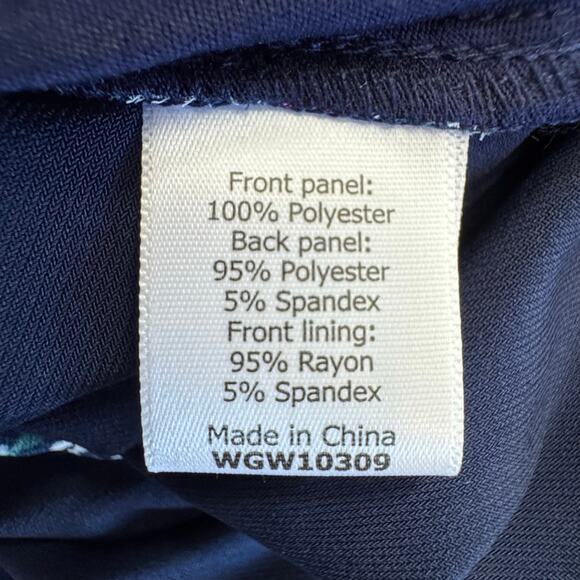 Front panel:
100% Polyester
Back panel:
95% Polyester
5% Spandex
Front lining:
95% Rayon
5% Spandex
Made in China
WGW10309